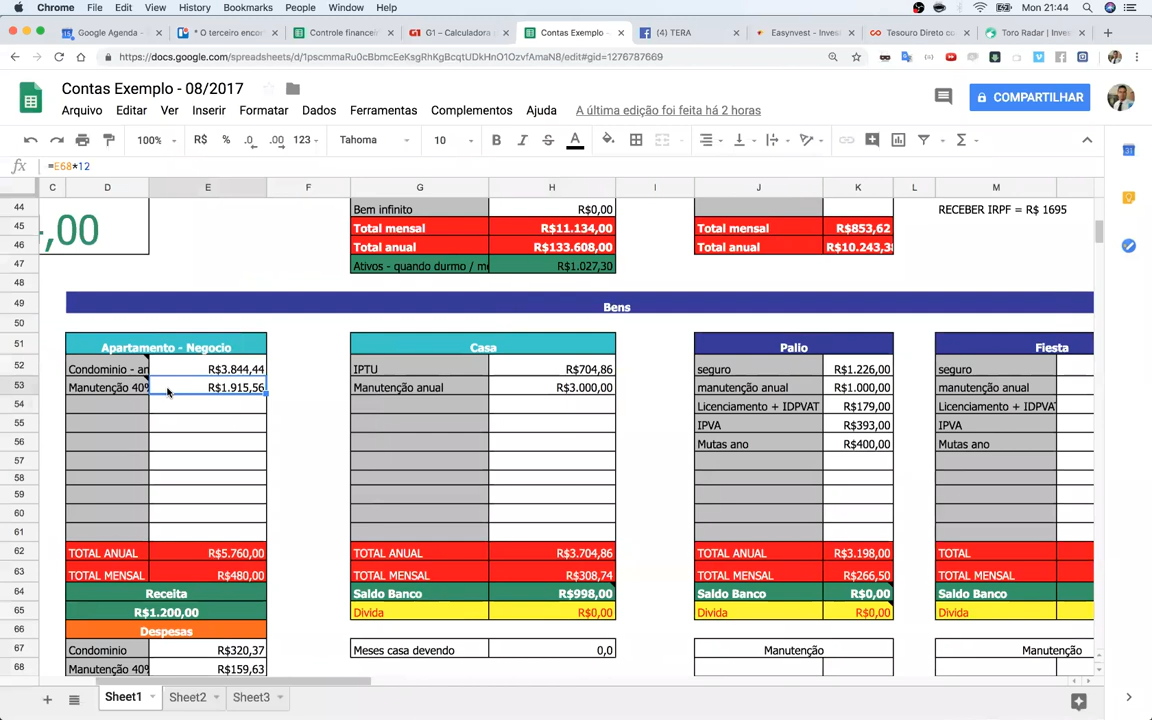 Chrome File Edit View History Bookmarks People Window Help Mon 21:44
Google Agenda - * O terceiro enco Controle financei G1 – Calculadora Contas Exemplo - (4) TERA Easynvest - Inves Tesouro Direto co Toro Radar | Inves
https://docs.google.com/spreadsheets/d/1pscmmaRu0cBbmcEeKsgRhKgBcqtUDkHnO1OzvfAmaN8/edit#gid=1276787669
Contas Exemplo - 08/2017
Arquivo Editar Ver Inserir Formatar Dados Ferramentas Complementos Ajuda A última edição foi feita há 2 horas
COMPARTILHAR
100% R$ % .0 .00 123 Tahoma 10 B I S A
fx =E68*12
C D E F G H I J K L M
44 Bem infinito R$0,00 RECEBER IRPF = R$ 1695
,00
45 Total mensal R$11.134,00 Total mensal R$853,62
46 Total anual R$133.608,00 Total anual R$10.243,38
47 Ativos - quando durmo / me R$1.027,30
48
49 Bens
50
51 Apartamento - Negocio Casa Palio Fiesta
52 Condominio - an R$3.844,44 IPTU R$704,86 seguro R$1.226,00 seguro
53 Manutenção 40% R$1.915,56 Manutenção anual R$3.000,00 manutenção anual R$1.000,00 manutenção anual
54 Licenciamento + IDPVAT R$179,00 Licenciamento + IDPVAT
55 IPVA R$393,00 IPVA
56 Mutas ano R$400,00 Mutas ano
57
58
59
60
61
62 TOTAL ANUAL R$5.760,00 TOTAL ANUAL R$3.704,86 TOTAL ANUAL R$3.198,00 TOTAL
63 TOTAL MENSAL R$480,00 TOTAL MENSAL R$308,74 TOTAL MENSAL R$266,50 TOTAL MENSAL
64 Receita Saldo Banco R$998,00 Saldo Banco R$0,00 Saldo Banco
65 R$1.200,00 Divida R$0,00 Divida R$0,00 Divida
66 Despesas
67 Condominio R$320,37 Meses casa devendo 0,0 Manutenção Manutenção
68 Manutenção 40% R$159,63
Sheet1 Sheet2 Sheet3